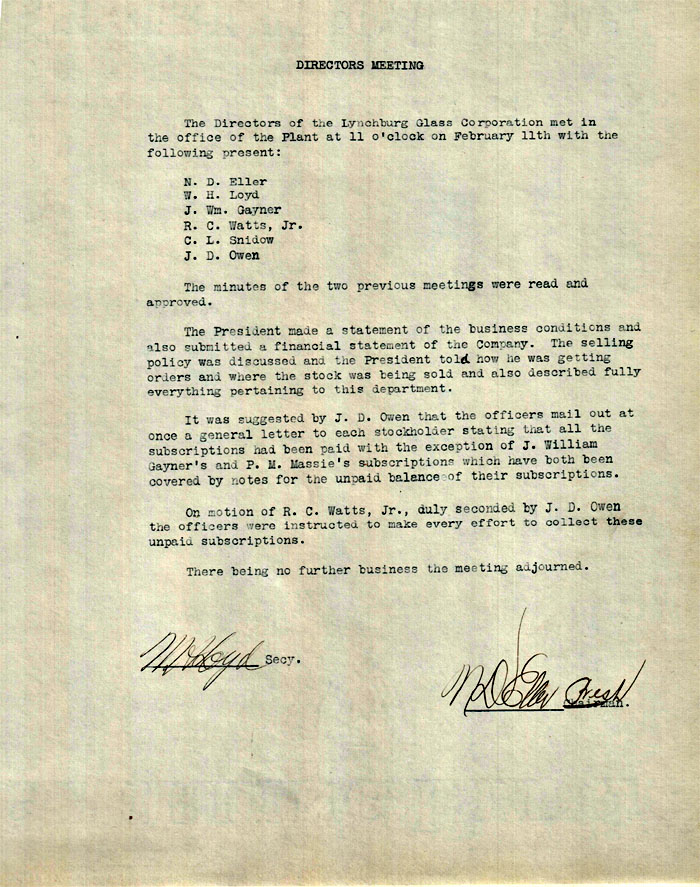 DIRECTORS MEETING
The Directors of the Lynchburg Glass Corporation met in
the office of the Plant at 11 o'clock on February 11th with the
following present:
N. D. Eller
W. H. Loyd
J. Wm. Gayner
R. C. Watts, Jr.
C. L. Snidow
J. D. Owen
The minutes of the two previous meetings were read and
approved.
The President made a statement of the business conditions and
also submitted a financial statement of the Company. The selling
policy was discussed and the President told how he was getting
orders and where the stock was being sold and also described fully
everything pertaining to this department.
It was suggested by J. D. Owen that the officers mail out at
once a general letter to each stockholder stating that all the
subscriptions had been paid with the exception of J. William
Gayner's and P. M. Massie's subscriptions which have both been
covered by notes for the unpaid balance of their subscriptions.
On motion of R. C. Watts, Jr., duly seconded by J. D. Owen
the officers were instructed to make every effort to collect these
unpaid subscriptions.
There being no further business the meeting adjourned.
W H Loyd Secy.
N. D. Eller Prest
Chairman.